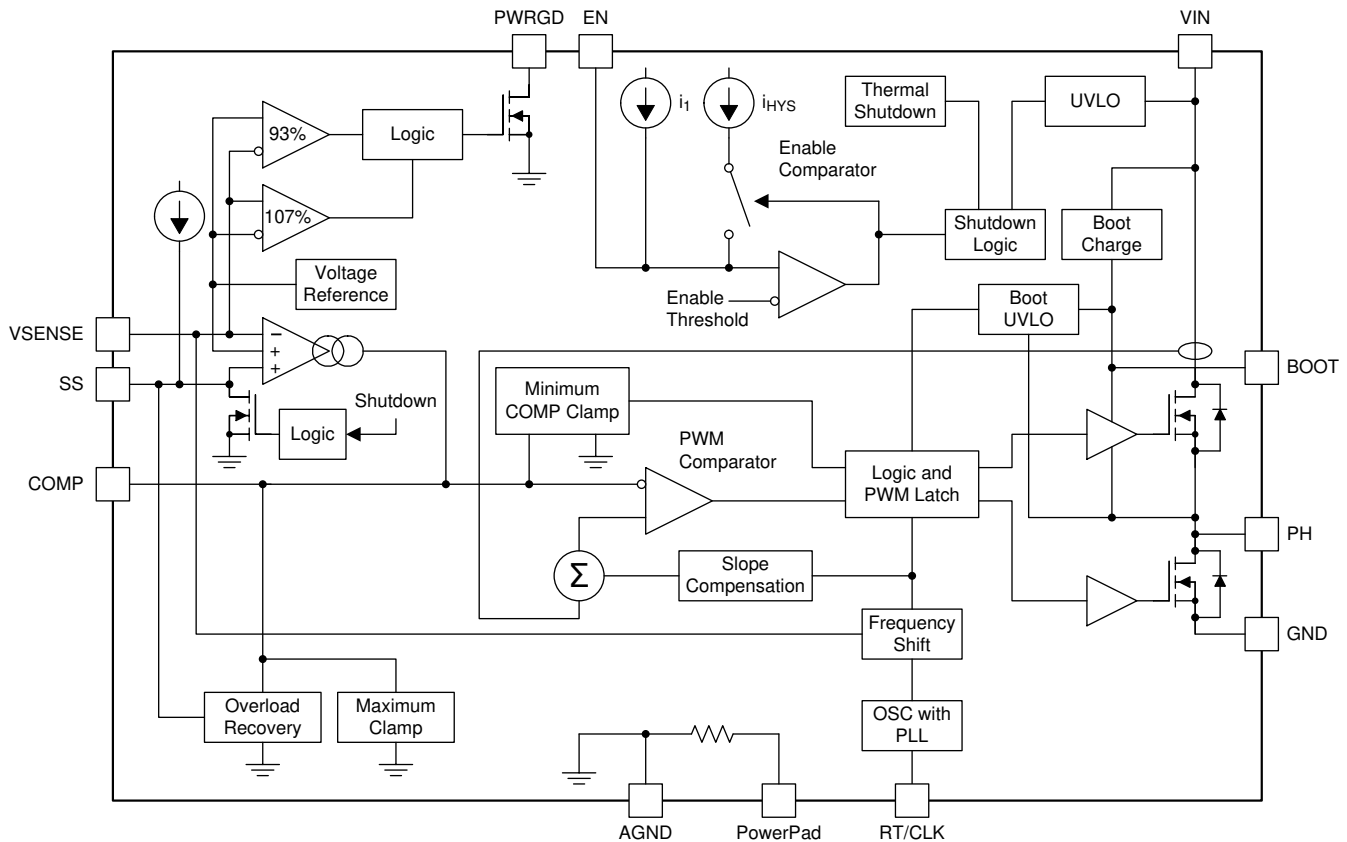 PWRGD
EN
VIN
93%
Logic
i1
iHYS
Thermal
Shutdown
UVLO
Enable
Comparator
107%
Shutdown
Logic
Boot
Charge
Voltage
Reference
Enable
Threshold
Boot
UVLO
VSENSE
−
+
+
SS
BOOT
Minimum
COMP Clamp
Shutdown
Logic
PWM
Comparator
COMP
Logic and
PWM Latch
PH
Σ
Slope
Compensation
Frequency
Shift
GND
Overload
Recovery
Maximum
Clamp
OSC with
PLL
AGND
PowerPad
RT/CLK